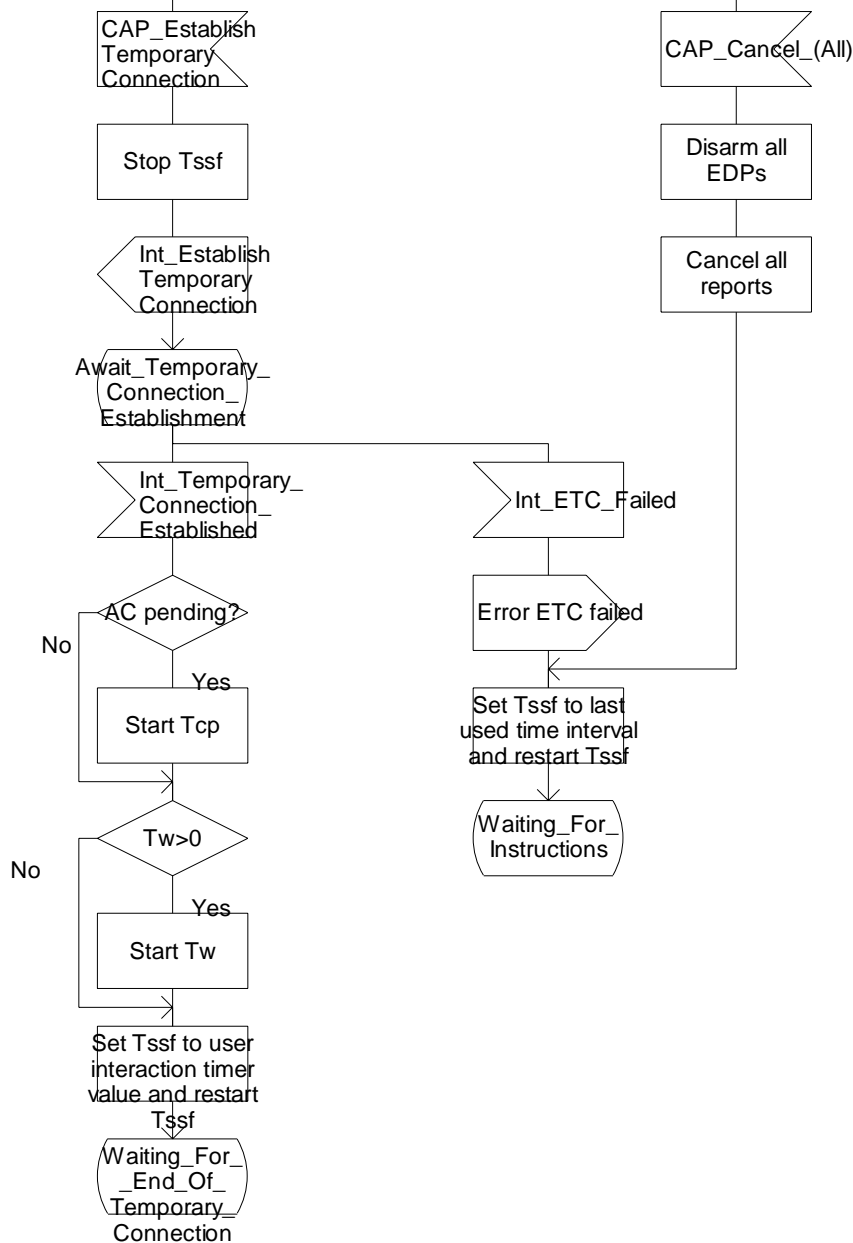 CAP_Establish
Temporary
Connection
Stop Tssf
Int_Establish
Temporary
Connection
Await_Temporary_
Connection_
Establishment
Int_Temporary_
Connection_
Established
AC pending?
No
Yes
Start Tcp
Tw>0
No
Yes
Start Tw
Set Tssf to user
interaction timer
value and restart
Tssf
Waiting_For_
_End_Of_
Temporary_
Connection
Int_ETC_Failed
Error ETC failed
Set Tssf to last
used time interval
and restart Tssf
Waiting_For_
Instructions
CAP_Cancel_(All)
Disarm all
EDPs
Cancel all
reports